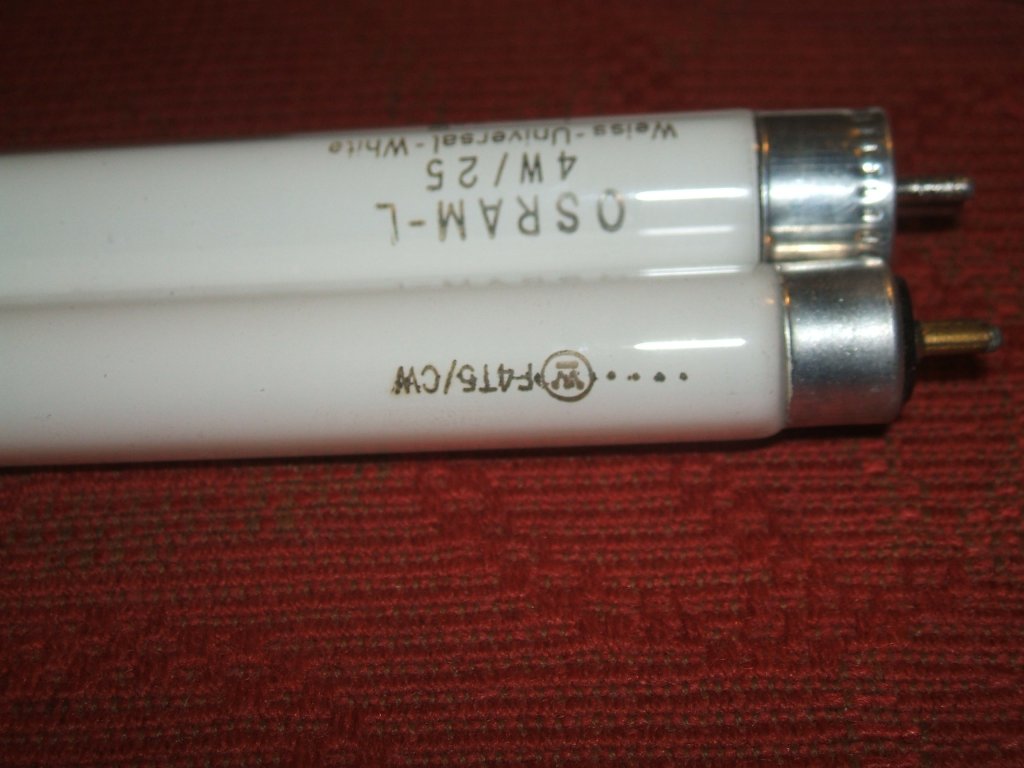 OSRAM-L
4W/25
Weiss-Universal-White
F4T5/CW